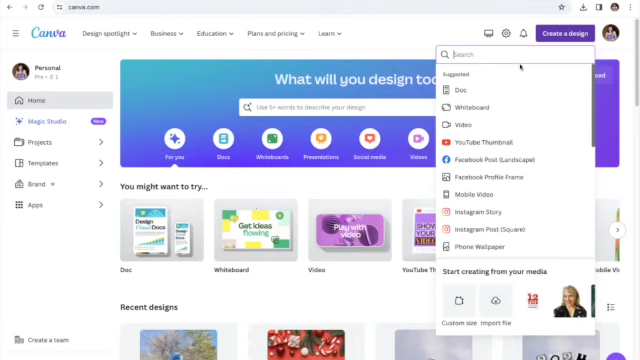 canva.com
Canva
Design spotlight
Business
Education
Plans and pricing
Learn
Create a design
Personal
Pro
1
Home
Magic Studio
New
Projects
Templates
Brand
Apps
Create a team
What will you design
Use 5+ words to describe your design
For you
Docs
Whiteboards
Presentations
Social media
Videos
You might want to try...
Design
Docs
Get ideas
flowing
Play with
video
Doc
Whiteboard
Video
Recent designs
Search
Suggested
Doc
Whiteboard
Video
YouTube Thumbnail
Facebook Post (Landscape)
Facebook Profile Frame
Mobile Video
Instagram Story
Instagram Post (Square)
Phone Wallpaper
Start creating from your media
Custom size
Import file